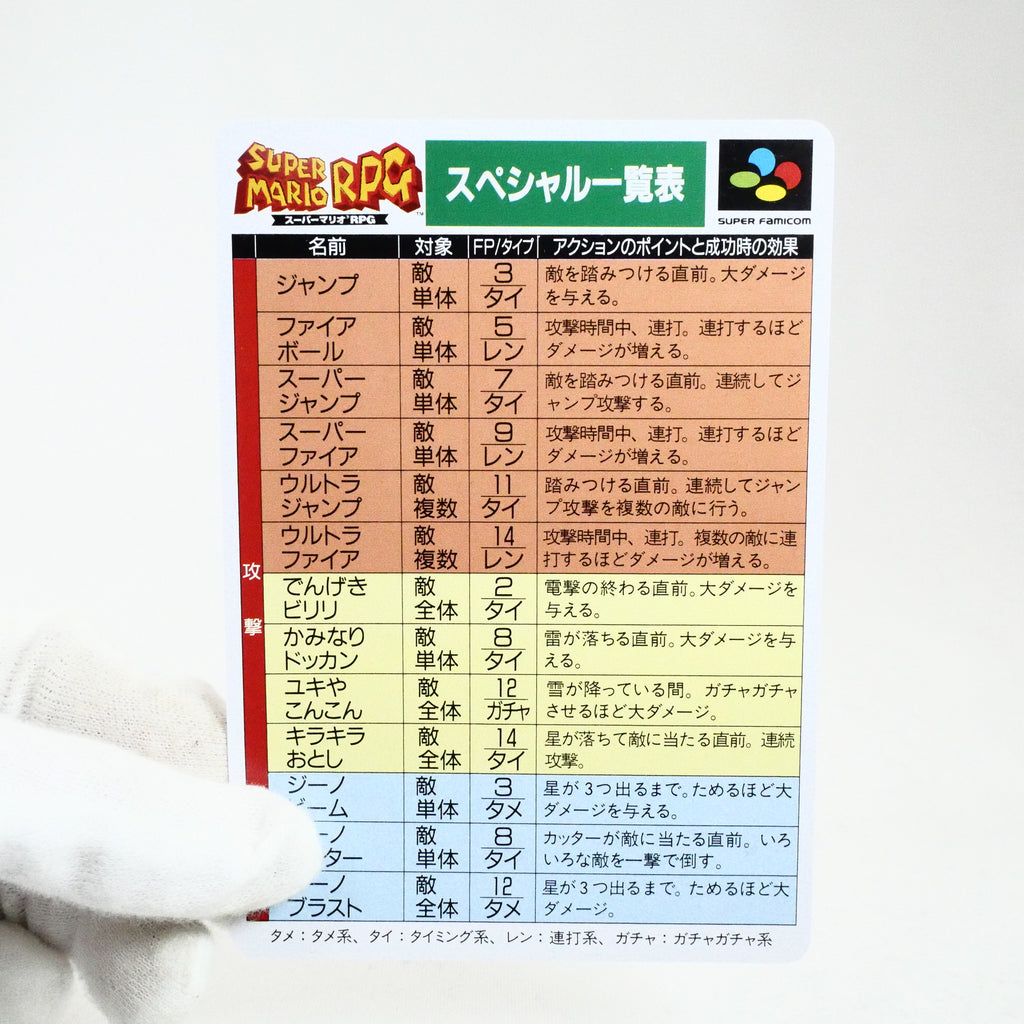 SUPER MARIO RPG
スーパーマリオRPG
TM
スペシャル一覧表
SUPER FAMICOM
名前 対象 FP/タイプ アクションのポイントと成功時の効果
攻撃
ジャンプ 敵単体 3 タイ 敵を踏みつける直前。大ダメージ
を与える。
ファイア 敵 5 攻撃時間中、連打。連打するほど
ボール 単体 レン ダメージが増える。
スーパー 敵 7 敵を踏みつける直前。連続してジ
ジャンプ 単体 タイ ャンプ攻撃する。
スーパー 敵 9 攻撃時間中、連打。連打するほど
ファイア 単体 レン ダメージが増える。
ウルトラ 敵 11 踏みつける直前。連続してジャン
ジャンプ 複数 タイ プ攻撃を複数の敵に行う。
ウルトラ 敵 14 攻撃時間中、連打。複数の敵に連
ファイア 複数 レン 打するほどダメージが増える。
でんげき 敵 2 電撃の終わる直前。大ダメージを
ビリリ 全体 タイ 与える。
かみなり 敵 8 雷が落ちる直前。大ダメージを与
ドッカン 単体 タイ える。
ユキや 敵 12 雪が降っている間。ガチャガチャ
こんこん 全体 ガチャ させるほど大ダメージ。
キラキラ 敵 14 星が落ちて敵に当たる直前。連続
おとし 全体 タイ 攻撃。
ジーノ 敵 3 星が3つ出るまで。ためるほど大
ーム 単体 タメ ダメージを与える。
ーノ 敵 8 カッターが敵に当たる直前。いろ
ター 単体 タイ いろな敵を一撃で倒す。
ーノ 敵 12 星が3つ出るまで。ためるほど大
ブラスト 全体 タメ ダメージ。
タメ：タメ系、タイ：タイミング系、レン：連打系、ガチャ：ガチャガチャ系